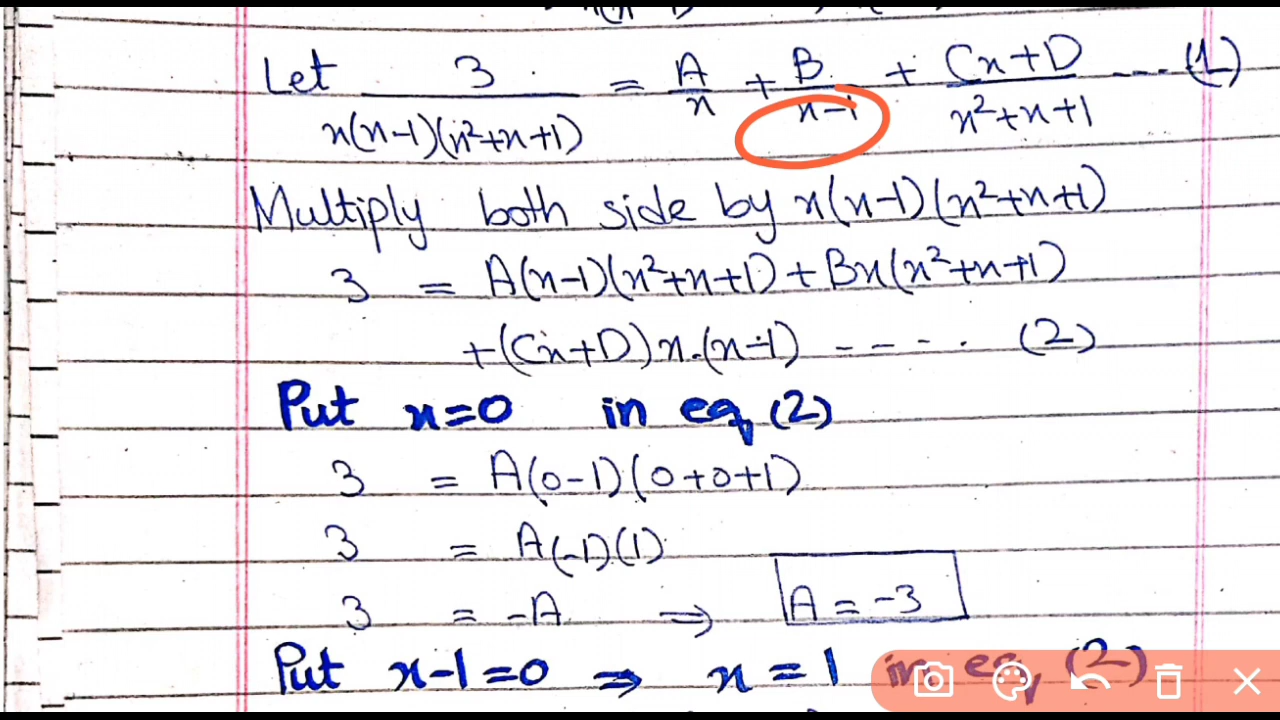 Let 3/(x(x-1)(x²+x+1)) = A/x + B/(x-1) + (Cx+D)/(x²+x+1) --- (1)
Multiply both side by x(x-1)(x²+x+1)
3 = A(x-1)(x²+x+1) + Bx(x²+x+1)
+(Cx+D)x.(x-1) ---- (2)
Put x=0 in eq (2)
3 = A(0-1)(0+0+1)
3 = A(-1)(1)
3 = -A ⇒ A = -3
Put x-1=0 ⇒ x = 1 in eq (2)